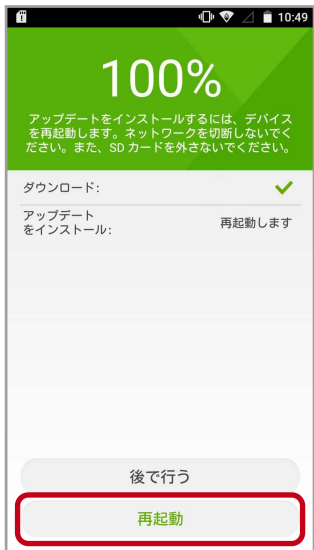 10:49
100%
アップデートをインストールするには、デバイス
を再起動します。ネットワークを切断しないでく
ださい。また、SD カードを外さないでください。
ダウンロード:
アップデート
をインストール:
再起動します
後で行う
再起動